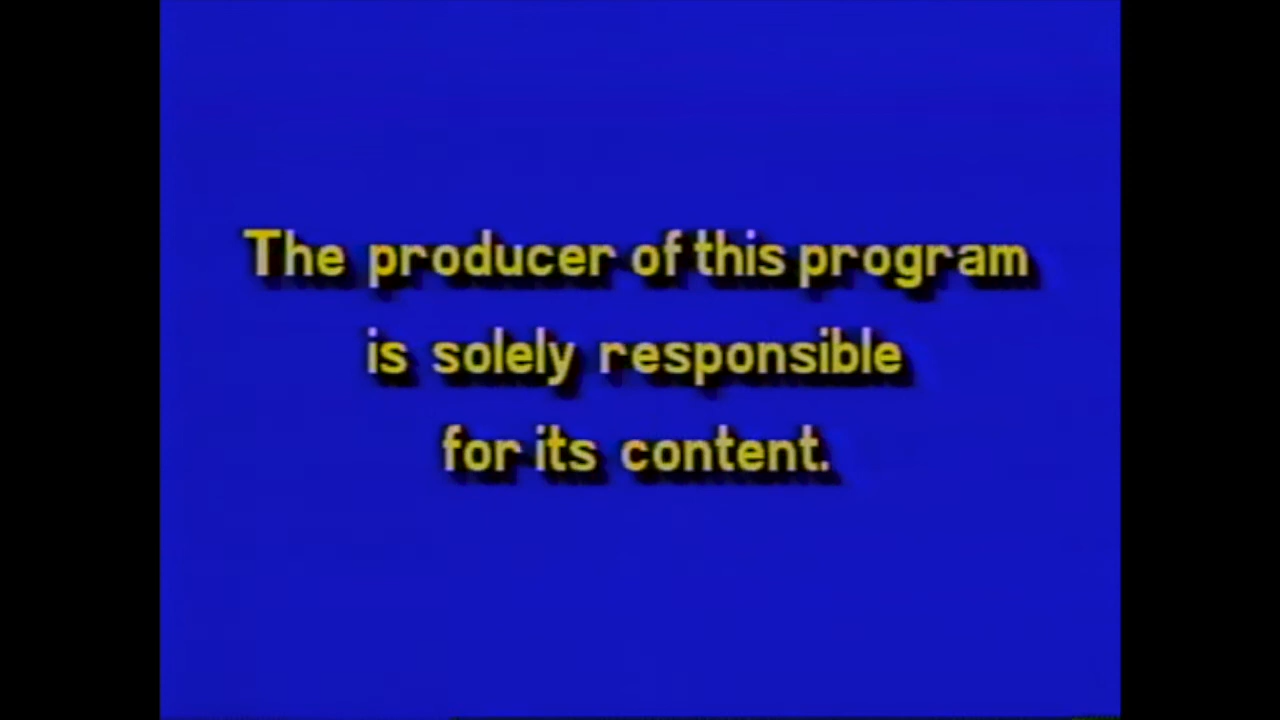 The producer of this program
is solely responsible
for its content.